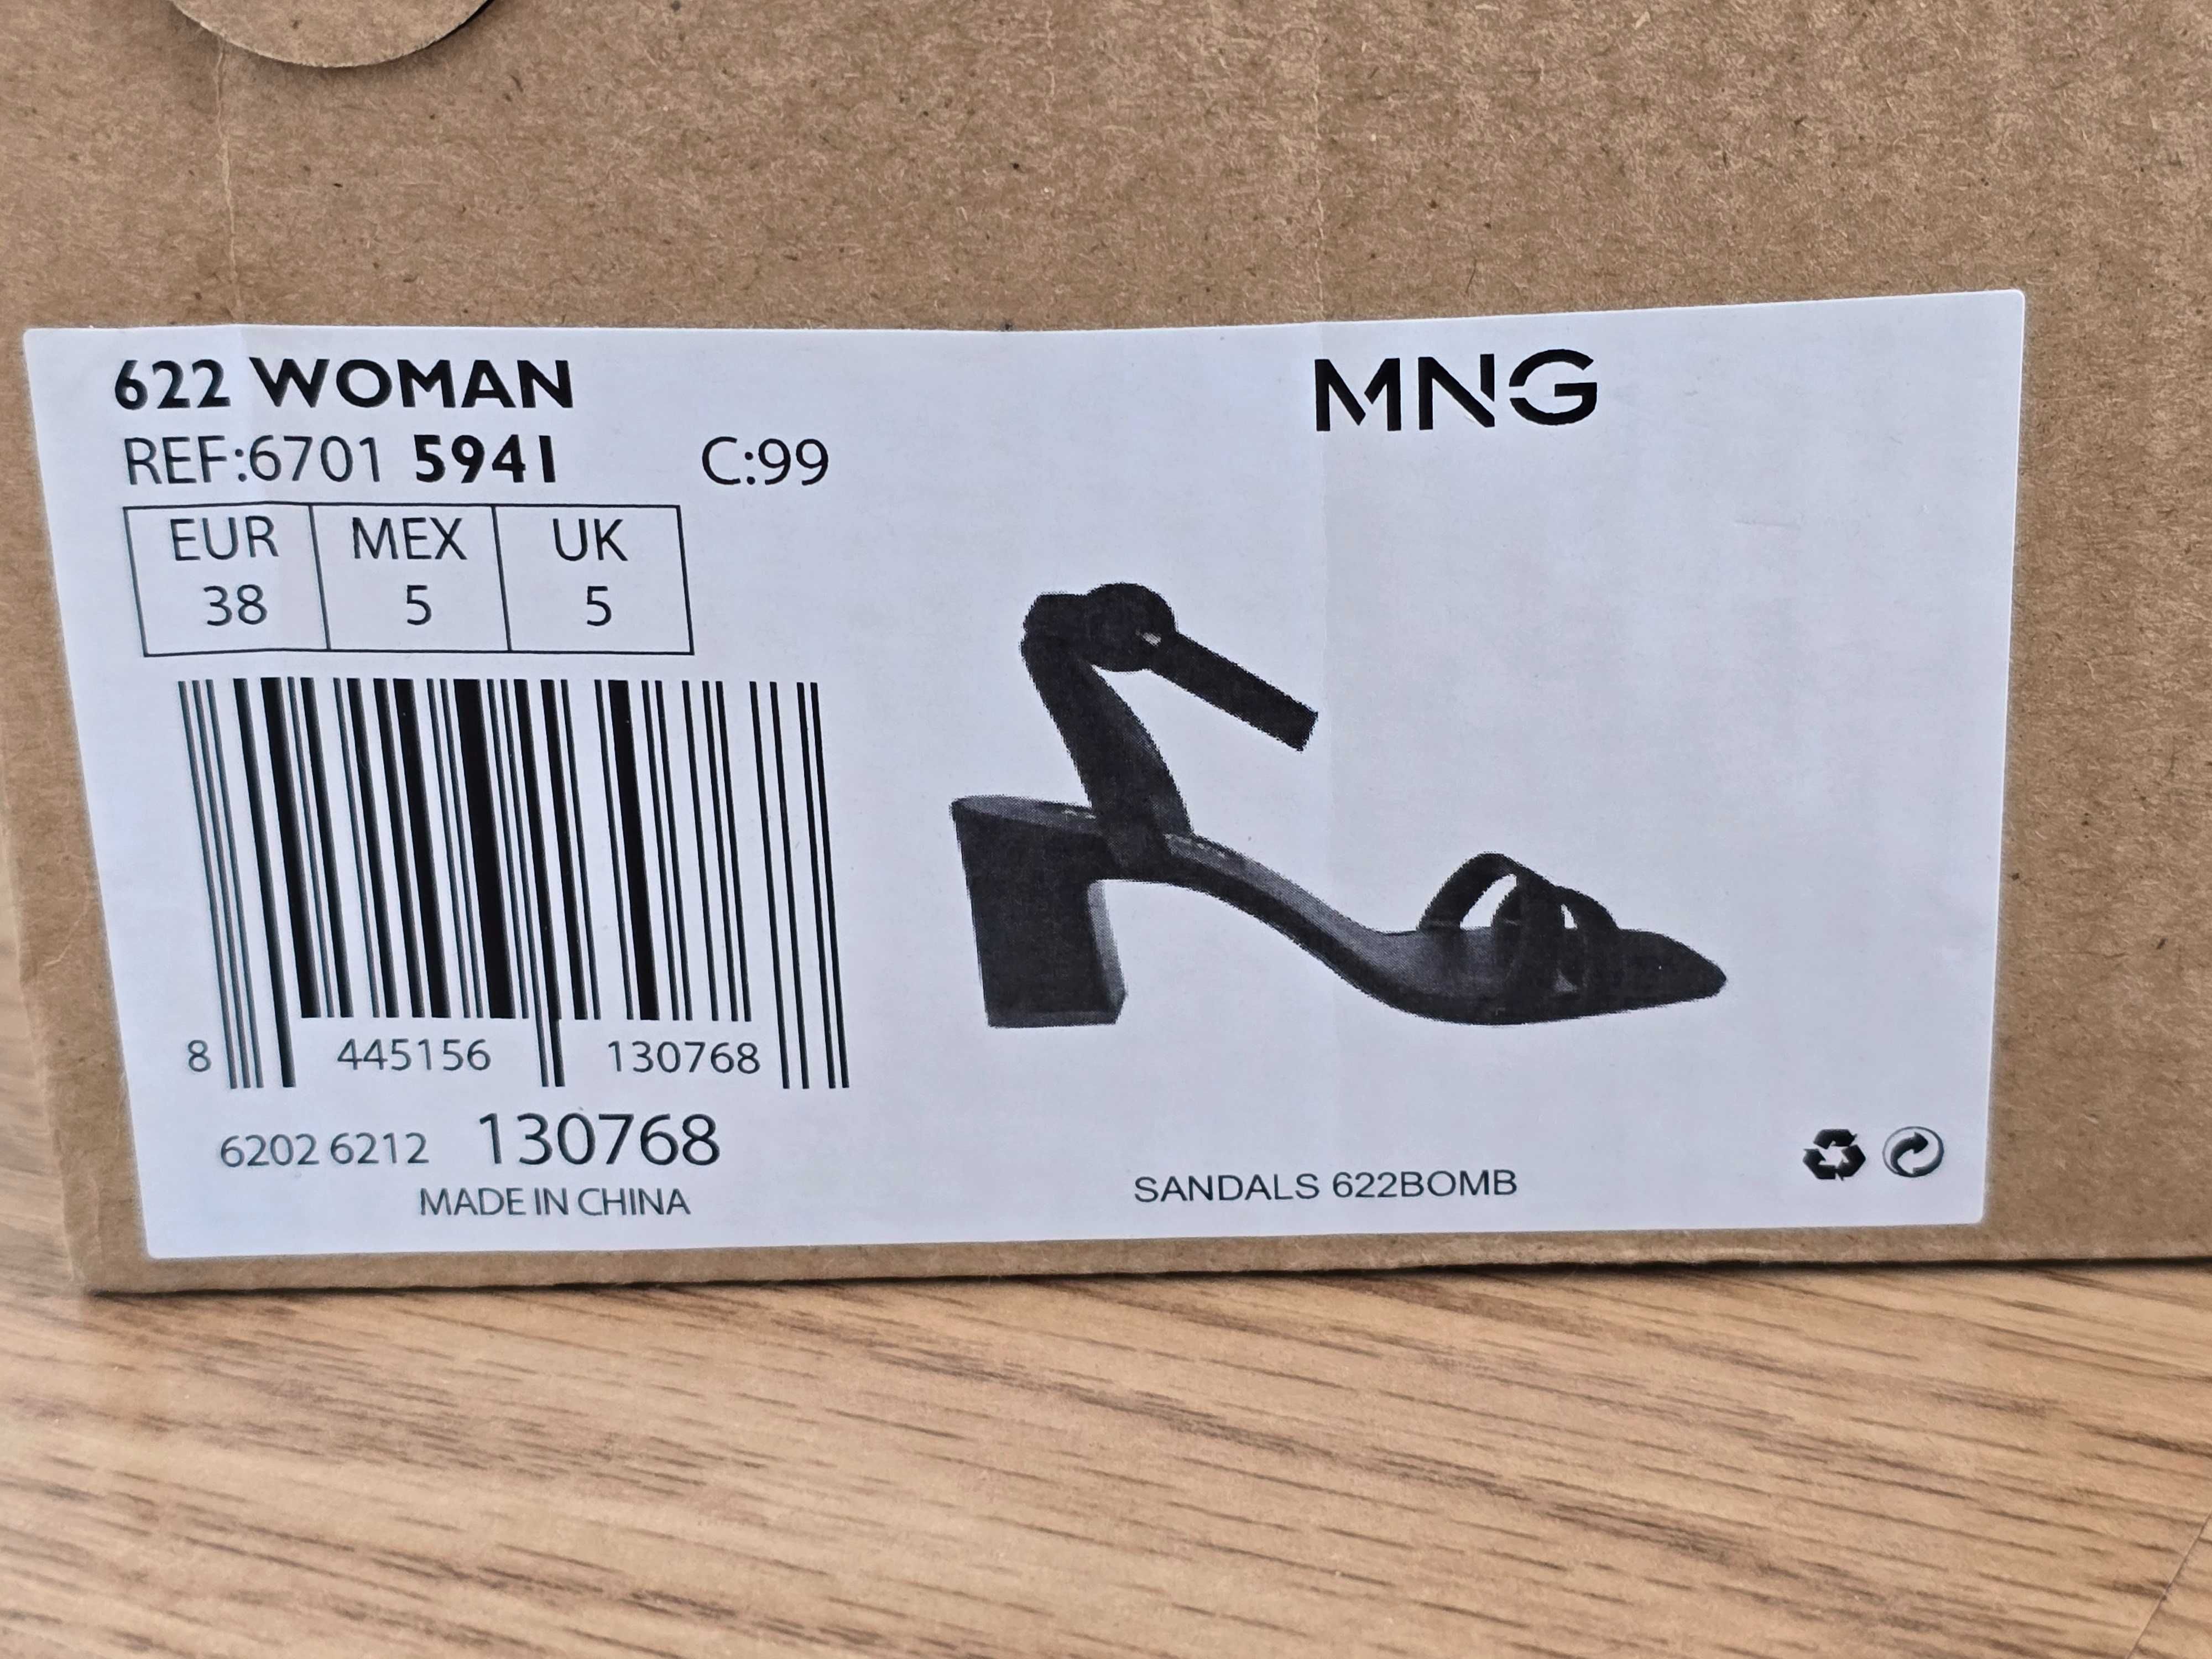 622 WOMAN
MNG
REF:6701 5941 C:99
EUR MEX UK
38 5 5
8 445156 130768
6202 6212 130768
MADE IN CHINA
SANDALS 622BOMB